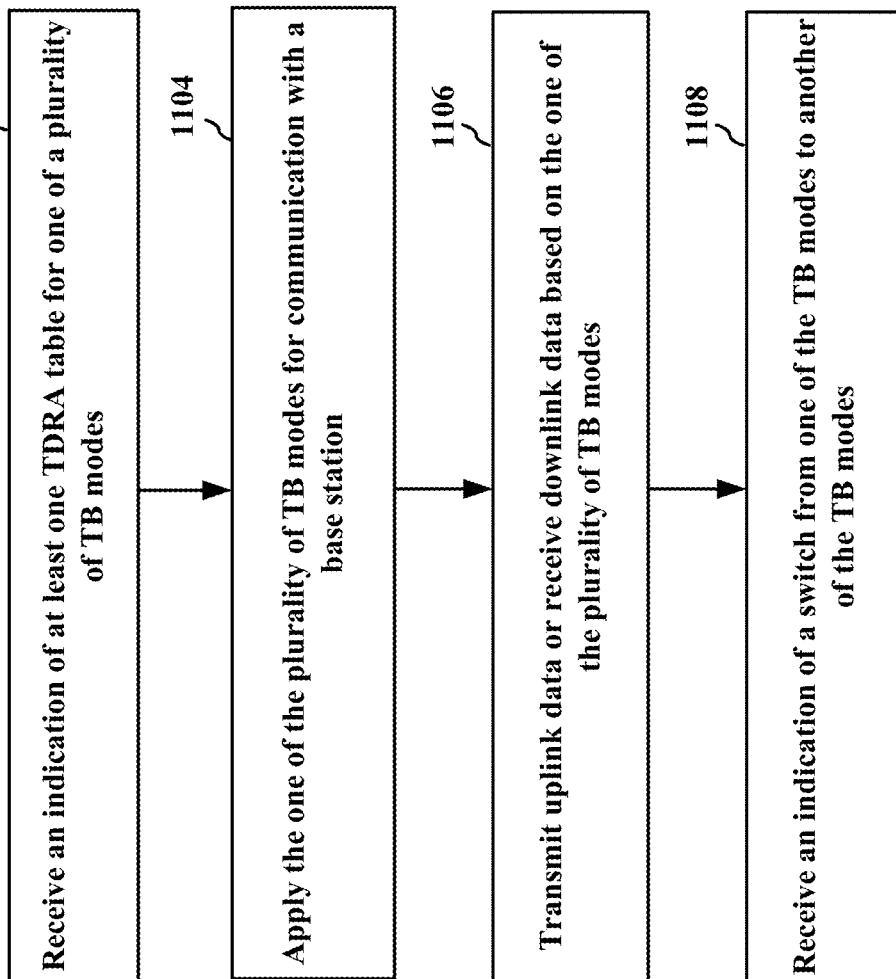 Receive an indication of at least one TDRA table for one of a plurality
of TB modes
1104
Apply the one of the plurality of TB modes for communication with a
base station
1106
Transmit uplink data or receive downlink data based on the one of
the plurality of TB modes
1108
Receive an indication of a switch from one of the TB modes to another
of the TB modes